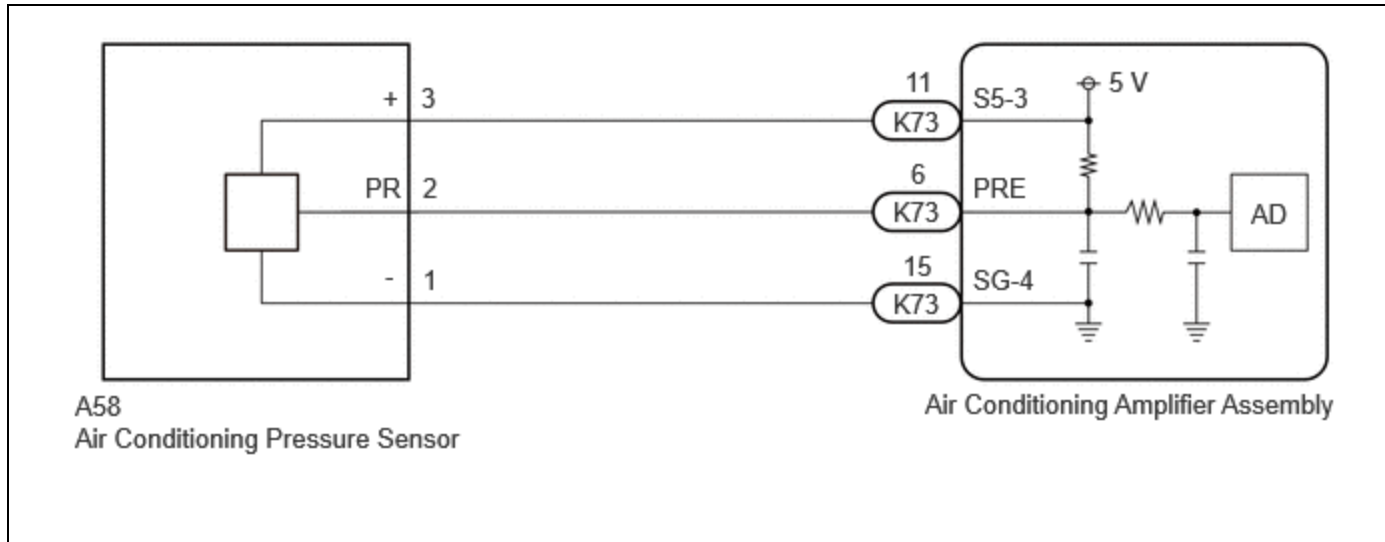 + 3 11 K73 S5-3 5 V
PR 2 6 K73 PRE AD
- 1 15 K73 SG-4
A58
Air Conditioning Pressure Sensor
Air Conditioning Amplifier Assembly